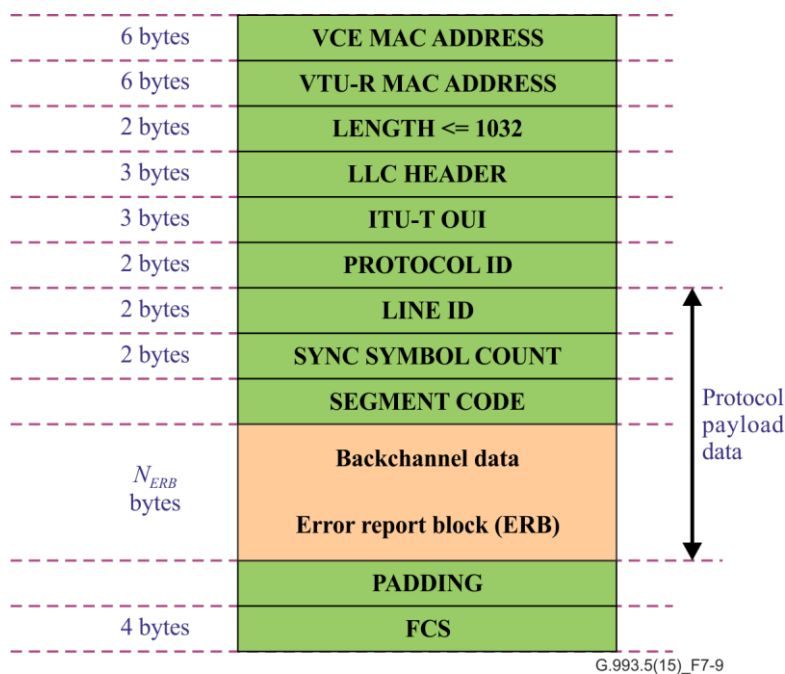 6 bytes VCE MAC ADDRESS
6 bytes VTU-R MAC ADDRESS
2 bytes LENGTH <= 1032
3 bytes LLC HEADER
3 bytes ITU-T OUI
2 bytes PROTOCOL ID
2 bytes LINE ID
2 bytes SYNC SYMBOL COUNT
SEGMENT CODE
Protocol
payload
data
N_ERB
bytes
Backchannel data
Error report block (ERB)
PADDING
4 bytes FCS
G.993.5(15)_F7-9